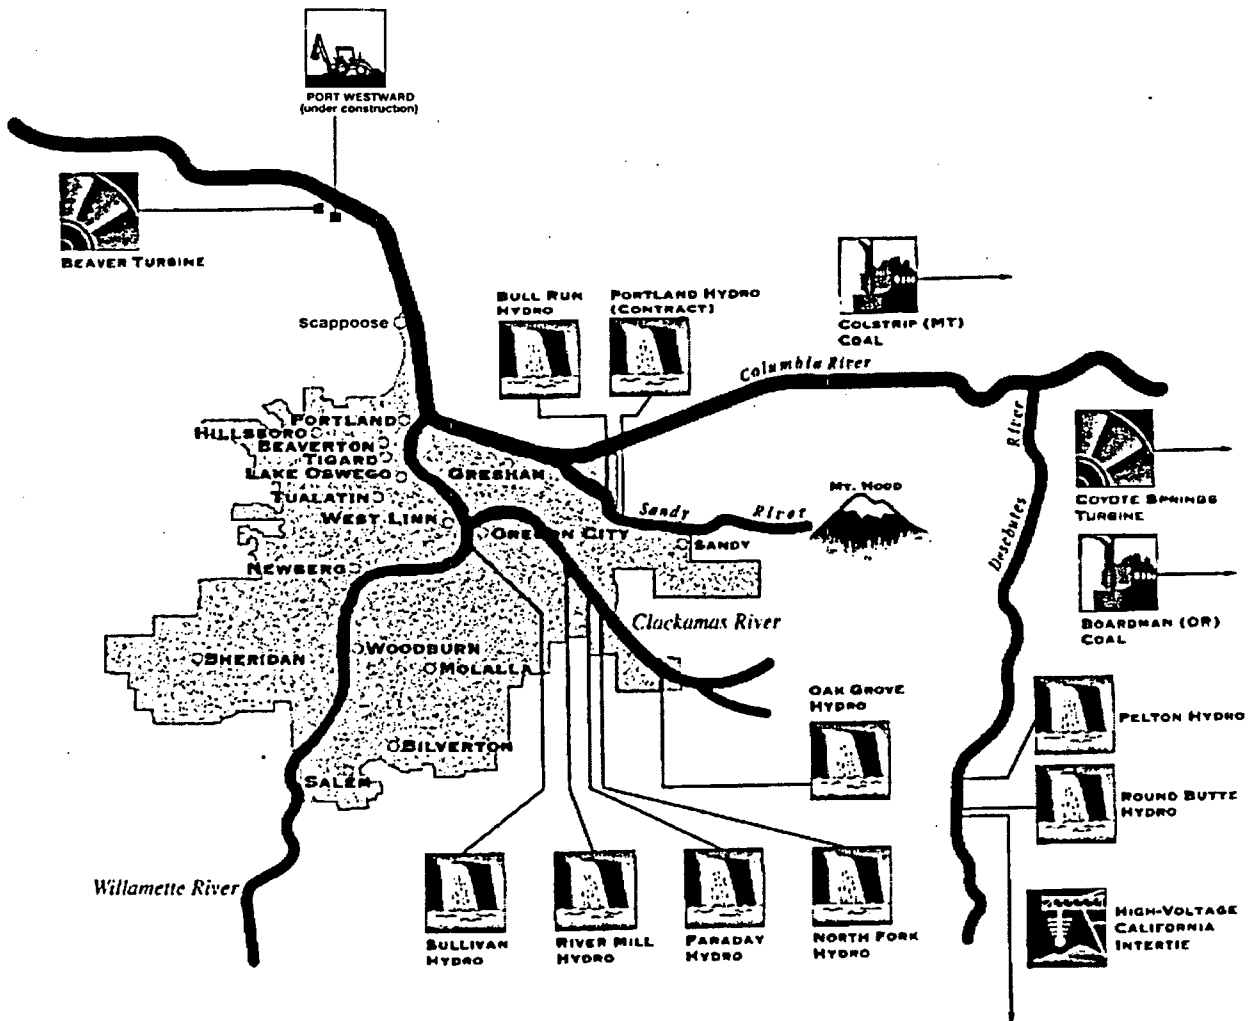 PORT WESTWARD
(under construction)
BEAVER TURBINE
Scappoose
BULL RUN
HYDRO
PORTLAND HYDRO
(CONTRACT)
COLSTRIP (MT)
COAL
Columbia River
PORTLAND
HILLSBORO
BEAVERTON
TIGARD
LAKE OSWEGO
GRESHAM
TUALATIN
WEST LINN
OREGON CITY
Sandy River
SANDY
MT. HOOD
Deschutes River
COYOTE SPRINGS
TURBINE
NEWBERG
BOARDMAN (OR)
COAL
Clackamas River
SHERIDAN
WOODBURN
MOLALLA
OAK GROVE
HYDRO
PELTON HYDRO
BILVERTON
SALEM
ROUND BUTTE
HYDRO
Willamette River
SULLIVAN
HYDRO
RIVER MILL
HYDRO
FARADAY
HYDRO
NORTH FORK
HYDRO
HIGH-VOLTAGE
CALIFORNIA
INTERTIE